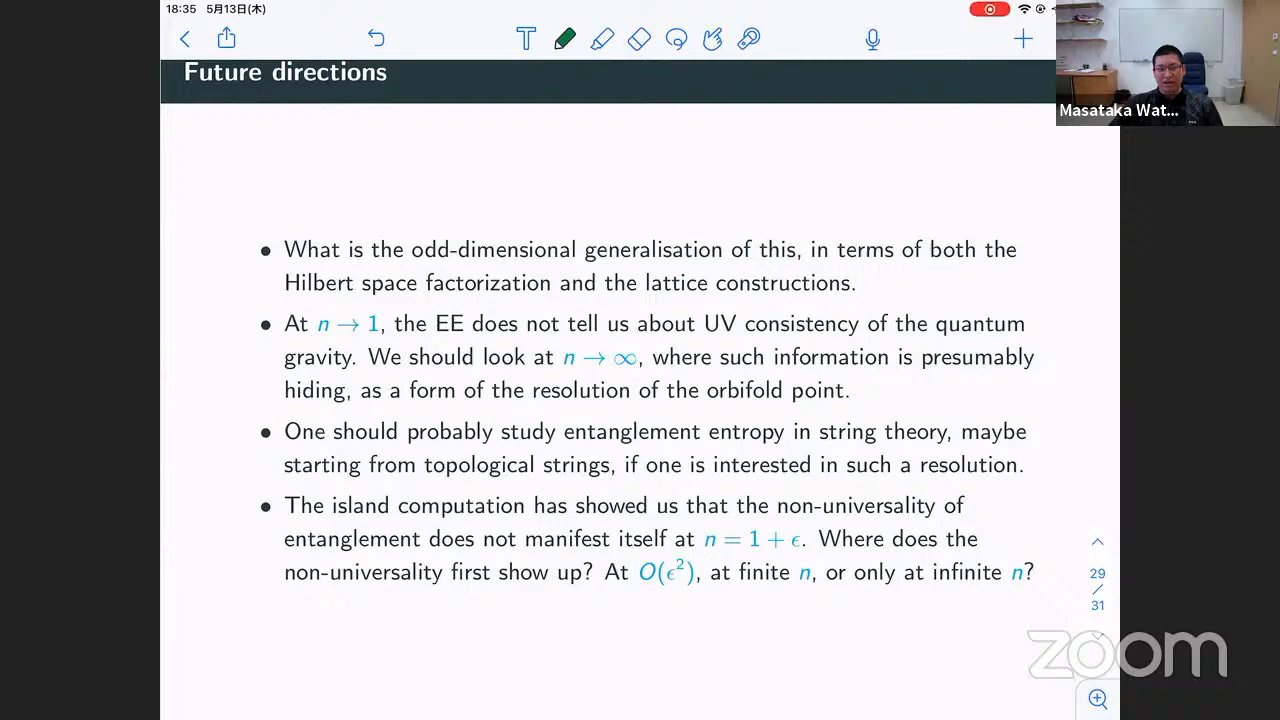 18:35 5月13日(木)
Future directions
Masataka Wat...
• What is the odd-dimensional generalisation of this, in terms of both the
Hilbert space factorization and the lattice constructions.
• At n → 1, the EE does not tell us about UV consistency of the quantum
gravity. We should look at n → ∞, where such information is presumably
hiding, as a form of the resolution of the orbifold point.
• One should probably study entanglement entropy in string theory, maybe
starting from topological strings, if one is interested in such a resolution.
• The island computation has showed us that the non-universality of
entanglement does not manifest itself at n = 1 + ϵ. Where does the
non-universality first show up? At O(ϵ²), at finite n, or only at infinite n?
29
/
31
zoom